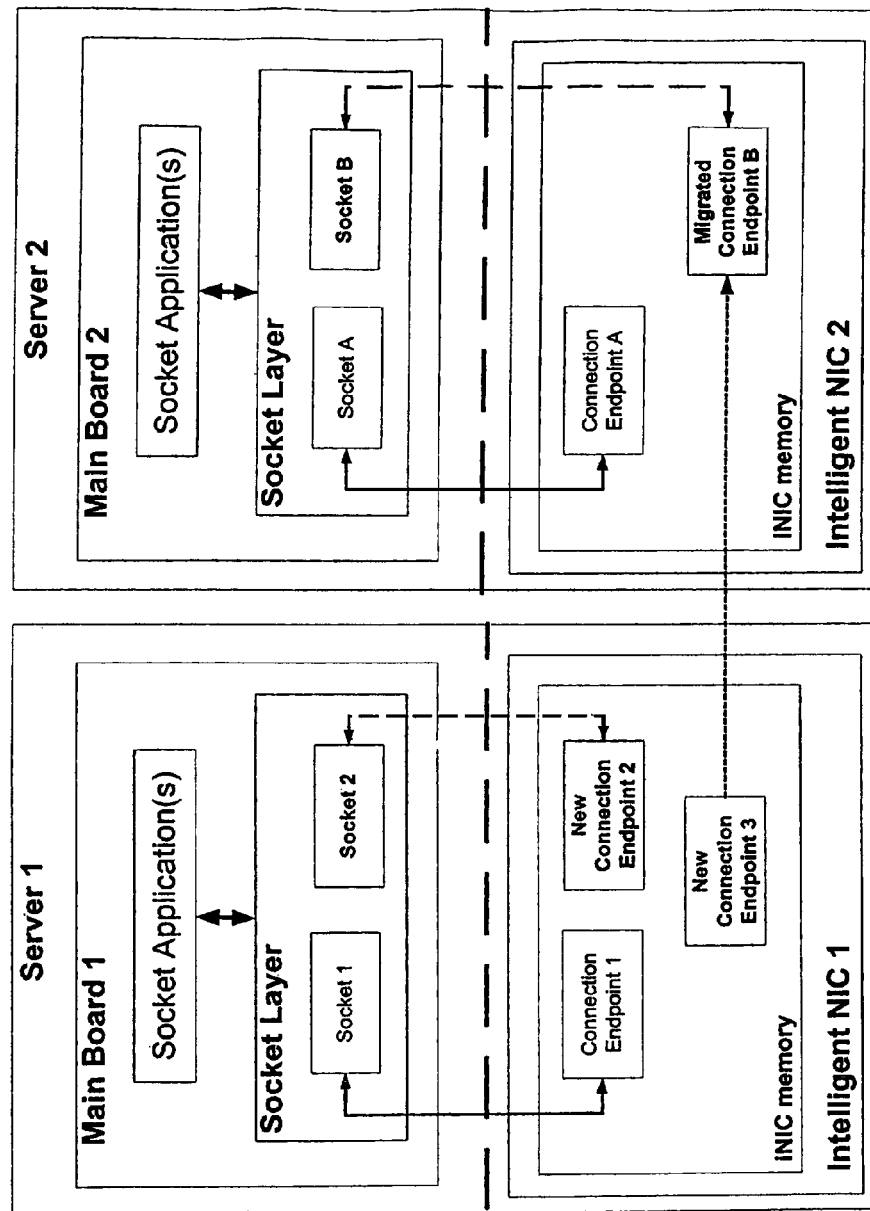 Server 1
Main Board 1
Socket Application(s)
Socket Layer
Socket 1
Socket 2
Connection
Endpoint 1
New
Connection
Endpoint 2
New
Connection
Endpoint 3
iNIC memory
Intelligent NIC 1
Server 2
Main Board 2
Socket Application(s)
Socket Layer
Socket A
Socket B
Connection
Endpoint A
Migrated
Connection
Endpoint B
iNIC memory
Intelligent NIC 2